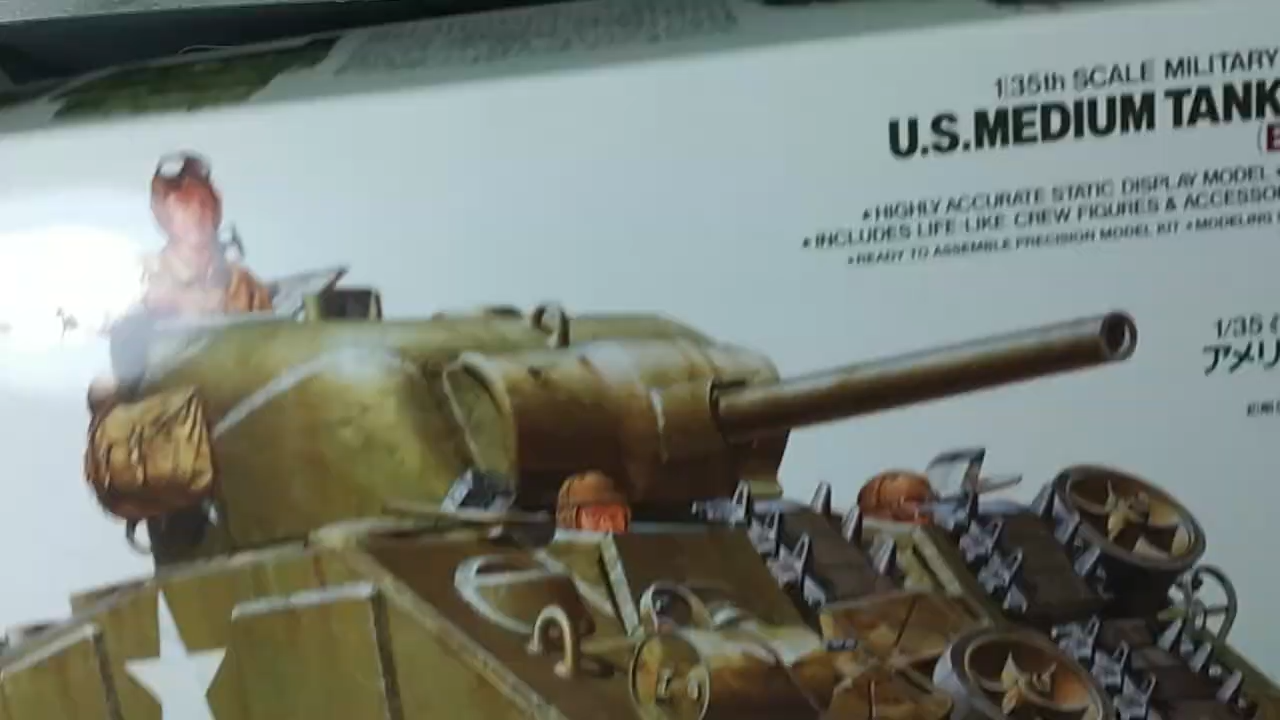 1:35th SCALE MILITARY
U.S. MEDIUM TANK
★HIGHLY ACCURATE STATIC DISPLAY MODEL
★INCLUDES LIFE-LIKE CREW FIGURES & ACCESSO
★READY TO ASSEMBLE PRECISION MODEL KIT ★MODELING
1/35
アメリ